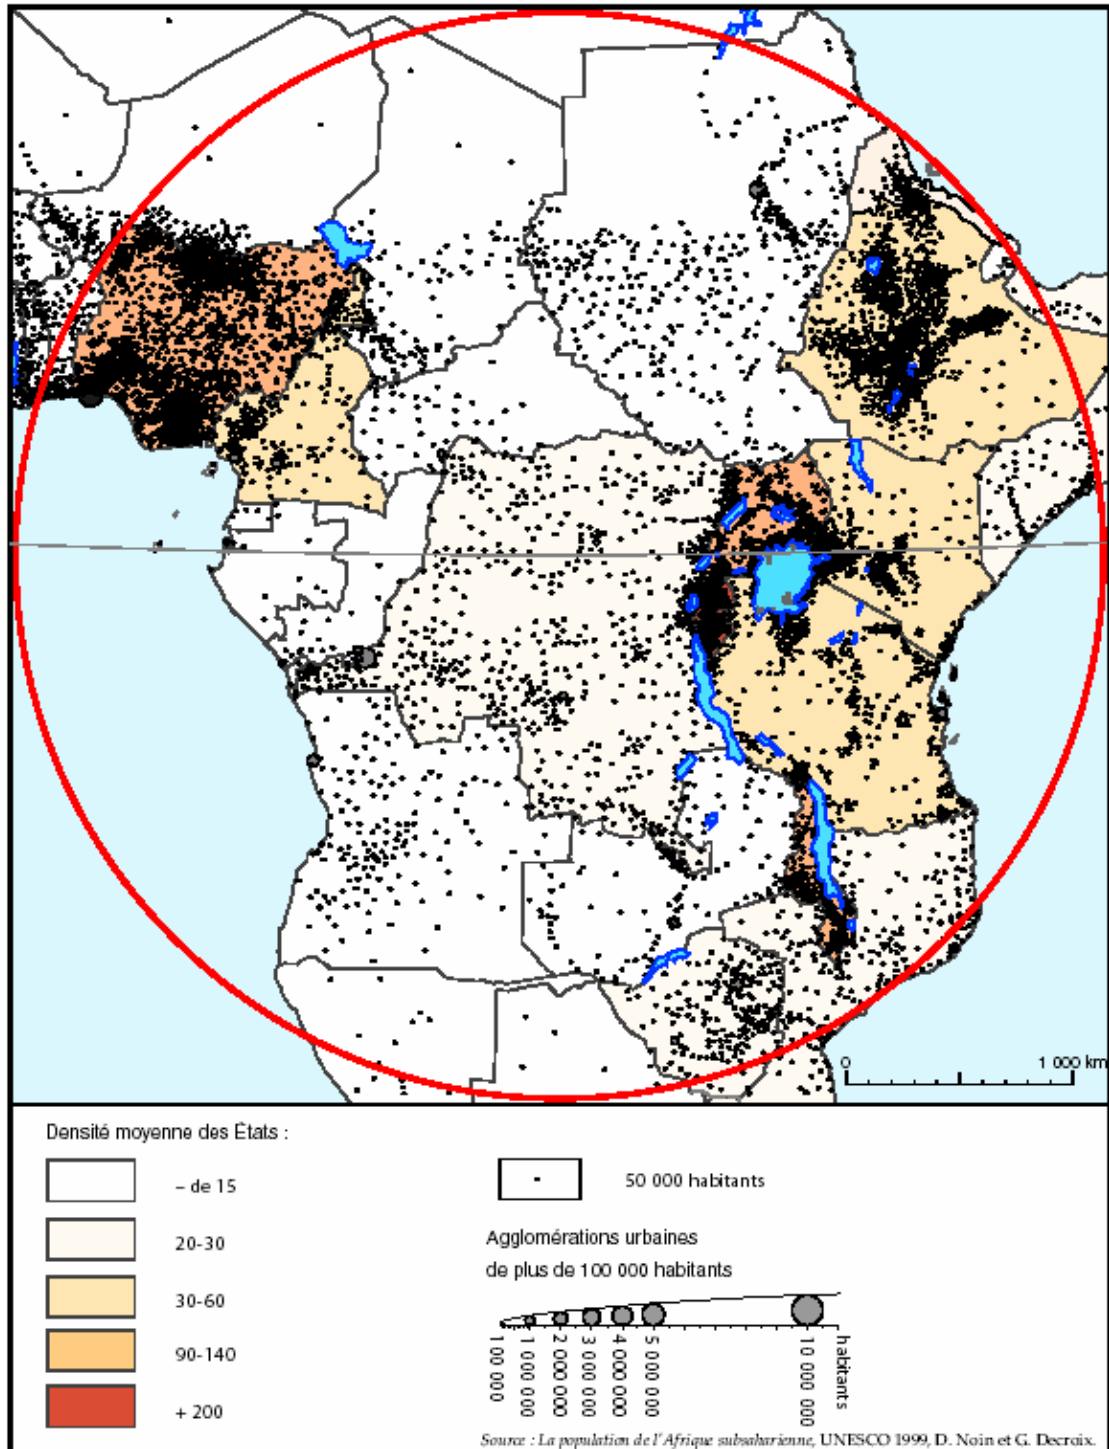 0 1 000 km
Densité moyenne des États :
– de 15
20-30
30-60
90-140
+ 200
50 000 habitants
Agglomérations urbaines
de plus de 100 000 habitants
100 000
1 000 000
2 000 000
3 000 000
4 000 000
5 000 000
10 000 000
habitants
Source : La population de l'Afrique subsaharienne, UNESCO 1999, D. Noin et G. Decroix.